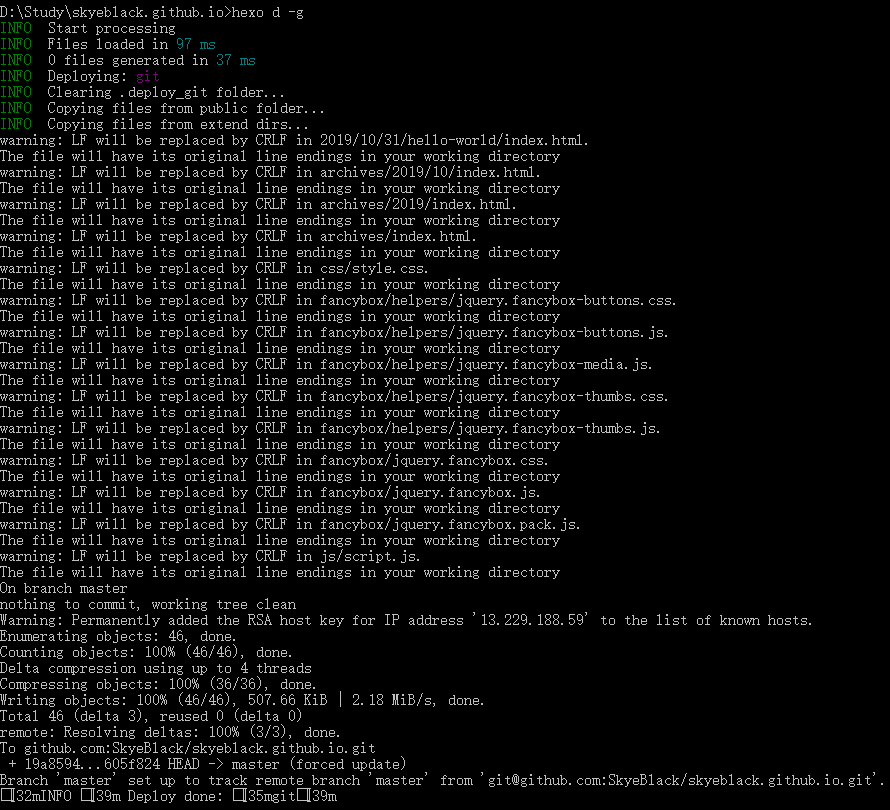 D:\Study\skyeblack.github.io>hexo d -g
INFO  Start processing
INFO  Files loaded in 97 ms
INFO  0 files generated in 37 ms
INFO  Deploying: git
INFO  Clearing .deploy_git folder...
INFO  Copying files from public folder...
INFO  Copying files from extend dirs...
warning: LF will be replaced by CRLF in 2019/10/31/hello-world/index.html.
The file will have its original line endings in your working directory
warning: LF will be replaced by CRLF in archives/2019/10/index.html.
The file will have its original line endings in your working directory
warning: LF will be replaced by CRLF in archives/2019/index.html.
The file will have its original line endings in your working directory
warning: LF will be replaced by CRLF in archives/index.html.
The file will have its original line endings in your working directory
warning: LF will be replaced by CRLF in css/style.css.
The file will have its original line endings in your working directory
warning: LF will be replaced by CRLF in fancybox/helpers/jquery.fancybox-buttons.css.
The file will have its original line endings in your working directory
warning: LF will be replaced by CRLF in fancybox/helpers/jquery.fancybox-buttons.js.
The file will have its original line endings in your working directory
warning: LF will be replaced by CRLF in fancybox/helpers/jquery.fancybox-media.js.
The file will have its original line endings in your working directory
warning: LF will be replaced by CRLF in fancybox/helpers/jquery.fancybox-thumbs.css.
The file will have its original line endings in your working directory
warning: LF will be replaced by CRLF in fancybox/helpers/jquery.fancybox-thumbs.js.
The file will have its original line endings in your working directory
warning: LF will be replaced by CRLF in fancybox/jquery.fancybox.css.
The file will have its original line endings in your working directory
warning: LF will be replaced by CRLF in fancybox/jquery.fancybox.js.
The file will have its original line endings in your working directory
warning: LF will be replaced by CRLF in fancybox/jquery.fancybox.pack.js.
The file will have its original line endings in your working directory
warning: LF will be replaced by CRLF in js/script.js.
The file will have its original line endings in your working directory
On branch master
nothing to commit, working tree clean
Warning: Permanently added the RSA host key for IP address '13.229.188.59' to the list of known hosts.
Enumerating objects: 46, done.
Counting objects: 100% (46/46), done.
Delta compression using up to 4 threads
Compressing objects: 100% (36/36), done.
Writing objects: 100% (46/46), 507.66 KiB | 2.18 MiB/s, done.
Total 46 (delta 3), reused 0 (delta 0)
remote: Resolving deltas: 100% (3/3), done.
To github.com:SkyeBlack/skyeblack.github.io.git
 + 19a8594...605f824 HEAD -> master (forced update)
Branch 'master' set up to track remote branch 'master' from 'git@github.com:SkyeBlack/skyeblack.github.io.git'.
□[32mINFO □[39m Deploy done: □[35mgit□[39m